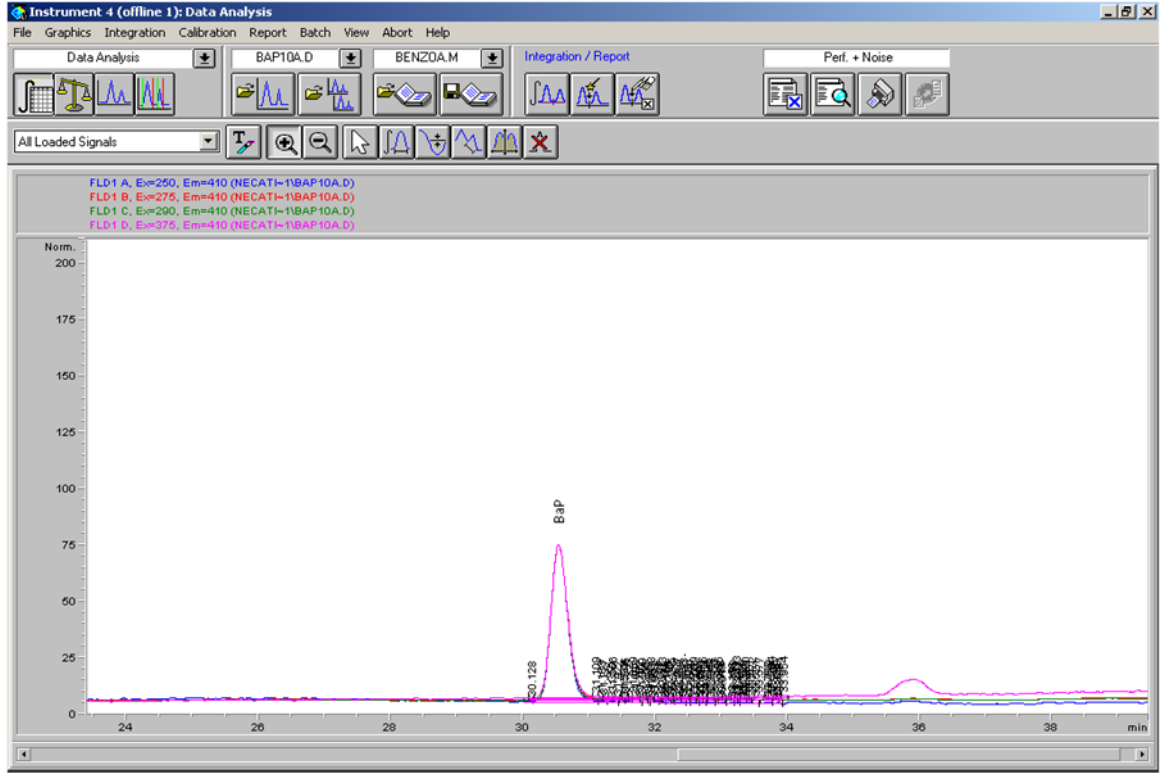 Instrument 4 (offline 1): Data Analysis
File Graphics Integration Calibration Report Batch View Abort Help
Data Analysis BAP10A.D BENZOA.M Integration / Report Perf. + Noise
All Loaded Signals
FLD1 A, Ex=250, Em=410 (NECATI~1\BAP10A.D)
FLD1 B, Ex=275, Em=410 (NECATI~1\BAP10A.D)
FLD1 C, Ex=290, Em=410 (NECATI~1\BAP10A.D)
FLD1 D, Ex=375, Em=410 (NECATI~1\BAP10A.D)
Norm.
200
175
150
125
100
BaP
75
50
25
30.128
0
24 26 28 30 32 34 36 38 min